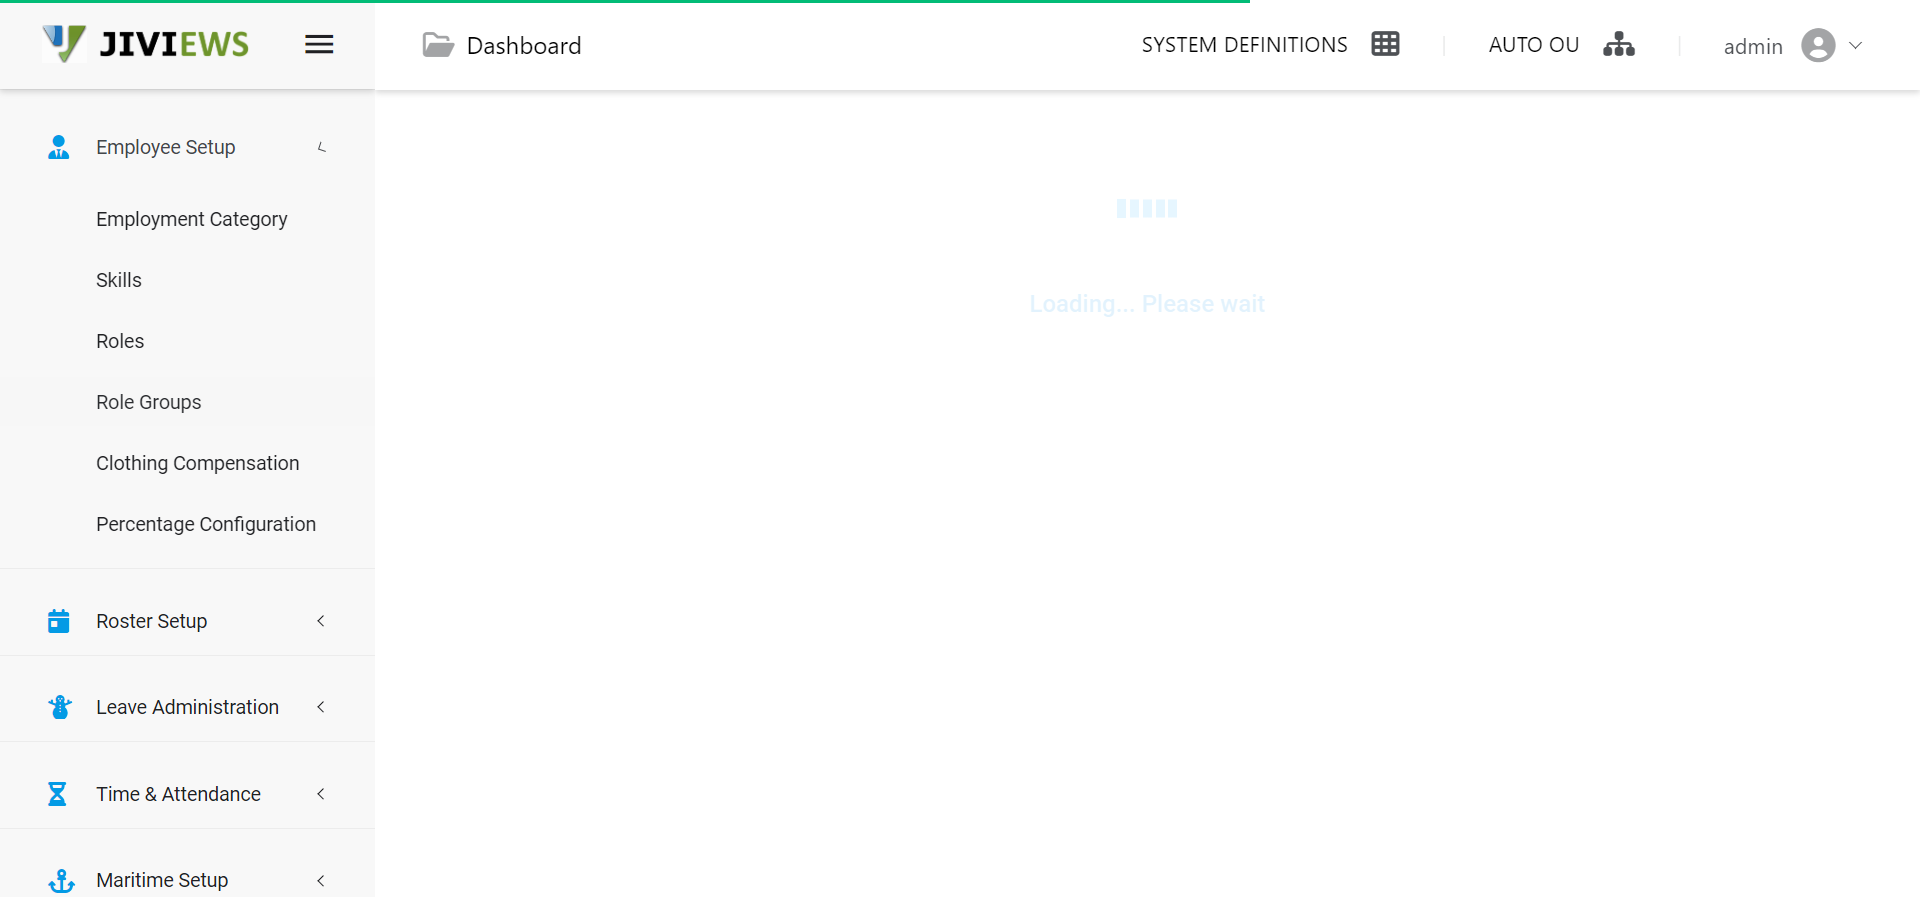 JIVIEWS
Dashboard
SYSTEM DEFINITIONS
AUTO OU
admin
Employee Setup
Employment Category
Skills
Roles
Role Groups
Clothing Compensation
Percentage Configuration
Roster Setup
Leave Administration
Time & Attendance
Maritime Setup
Loading... Please wait